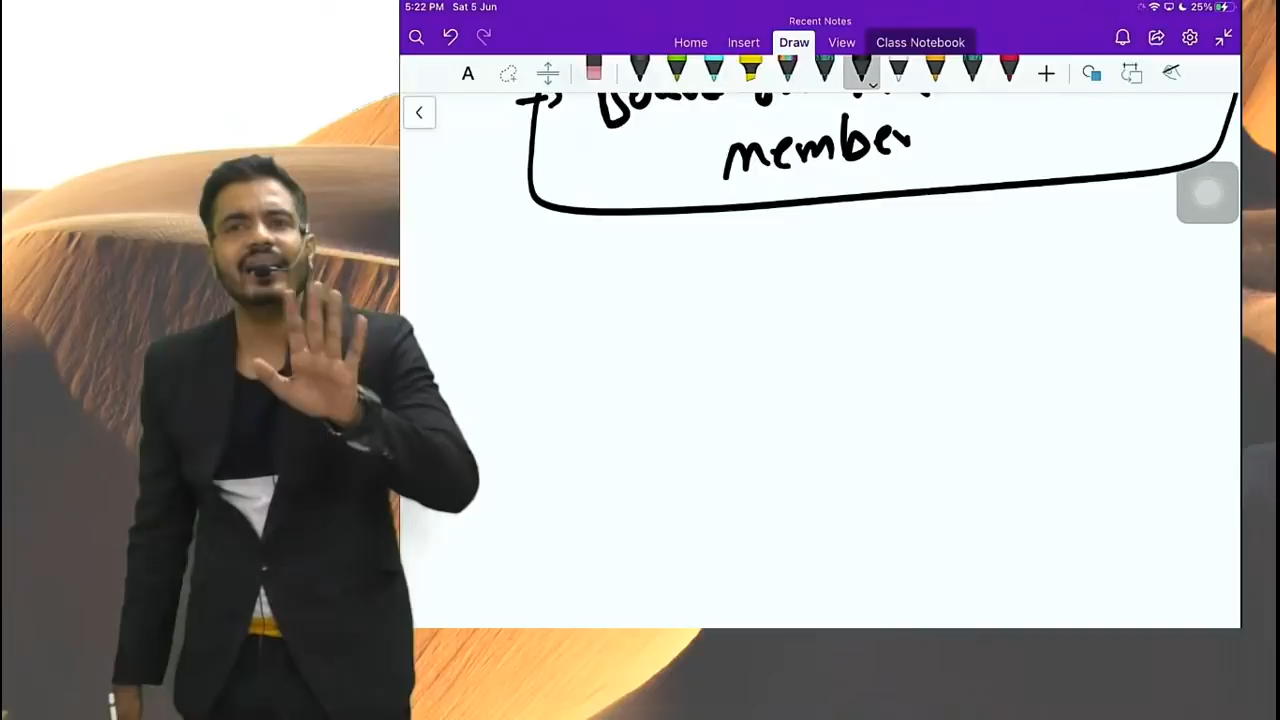 5:22 PM Sat 5 Jun
25%
Recent Notes
Home Insert Draw View Class Notebook
A
member